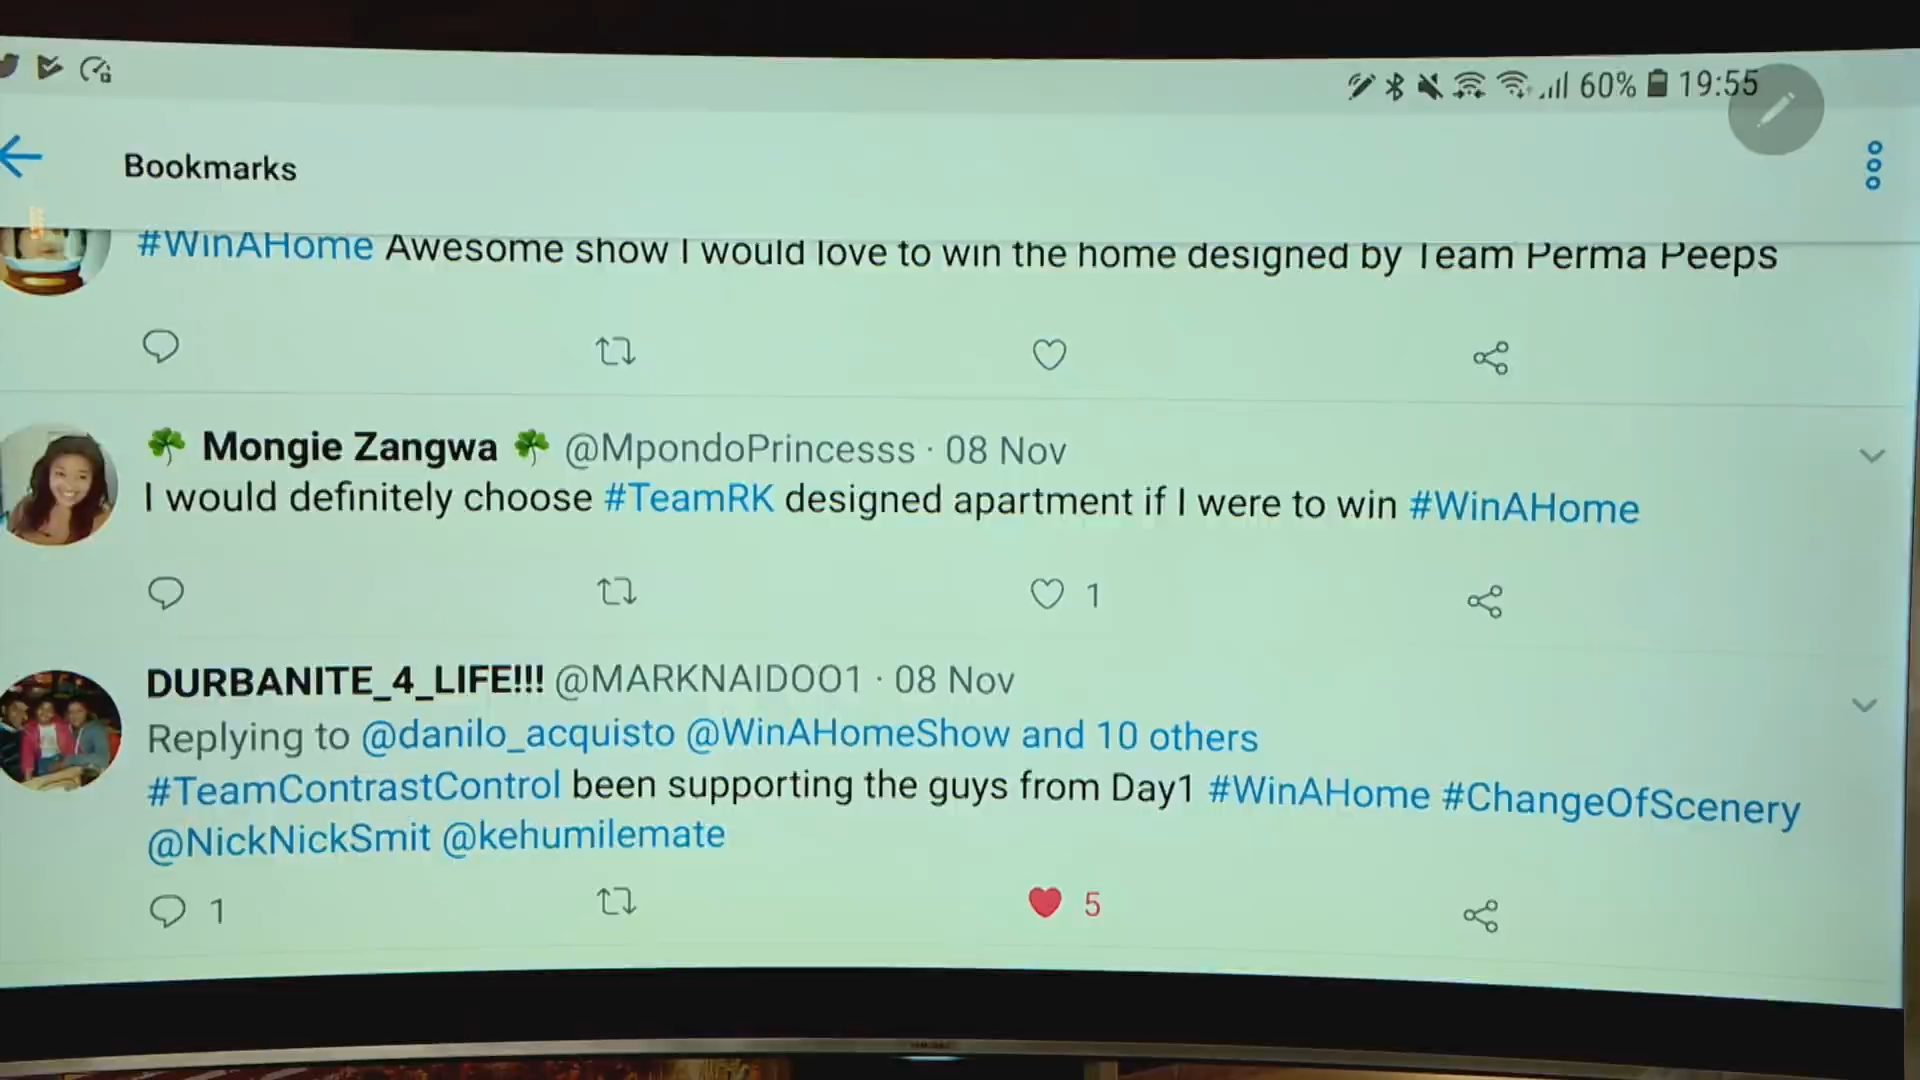 60% 19:55
Bookmarks
#WinAHome Awesome show I would love to win the home designed by Team Perma Peeps
Mongie Zangwa @MpondoPrincesss · 08 Nov
I would definitely choose #TeamRK designed apartment if I were to win #WinAHome
1
DURBANITE_4_LIFE!!! @MARKNAIDOO1 · 08 Nov
Replying to @danilo_acquisto @WinAHomeShow and 10 others
#TeamContrastControl been supporting the guys from Day1 #WinAHome #ChangeOfScenery
@NickNickSmit @kehumilemate
1 5